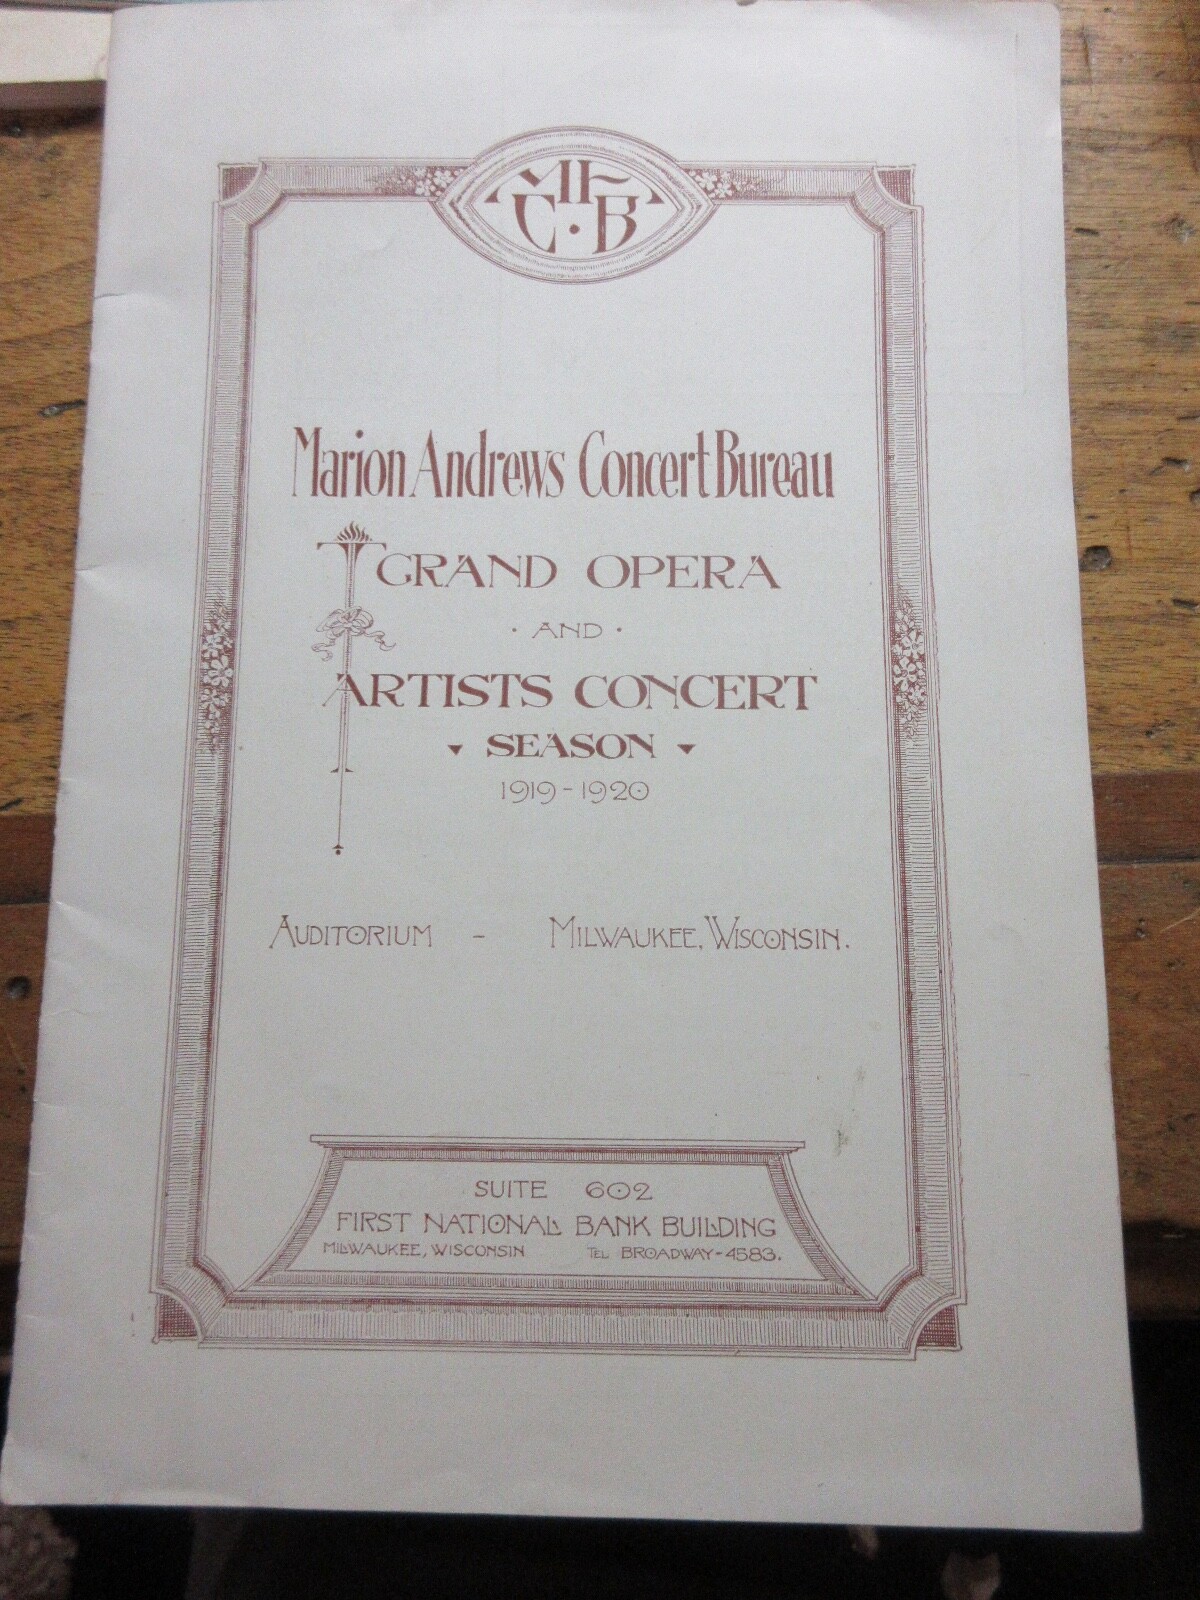 MA
C·B
Marion Andrews Concert Bureau
GRAND OPERA
· AND ·
ARTISTS CONCERT
SEASON
1919-1920
AUDITORIUM - MILWAUKEE, WISCONSIN.
SUITE 602
FIRST NATIONAL BANK BUILDING
MILWAUKEE, WISCONSIN TEL BROADWAY-4583.